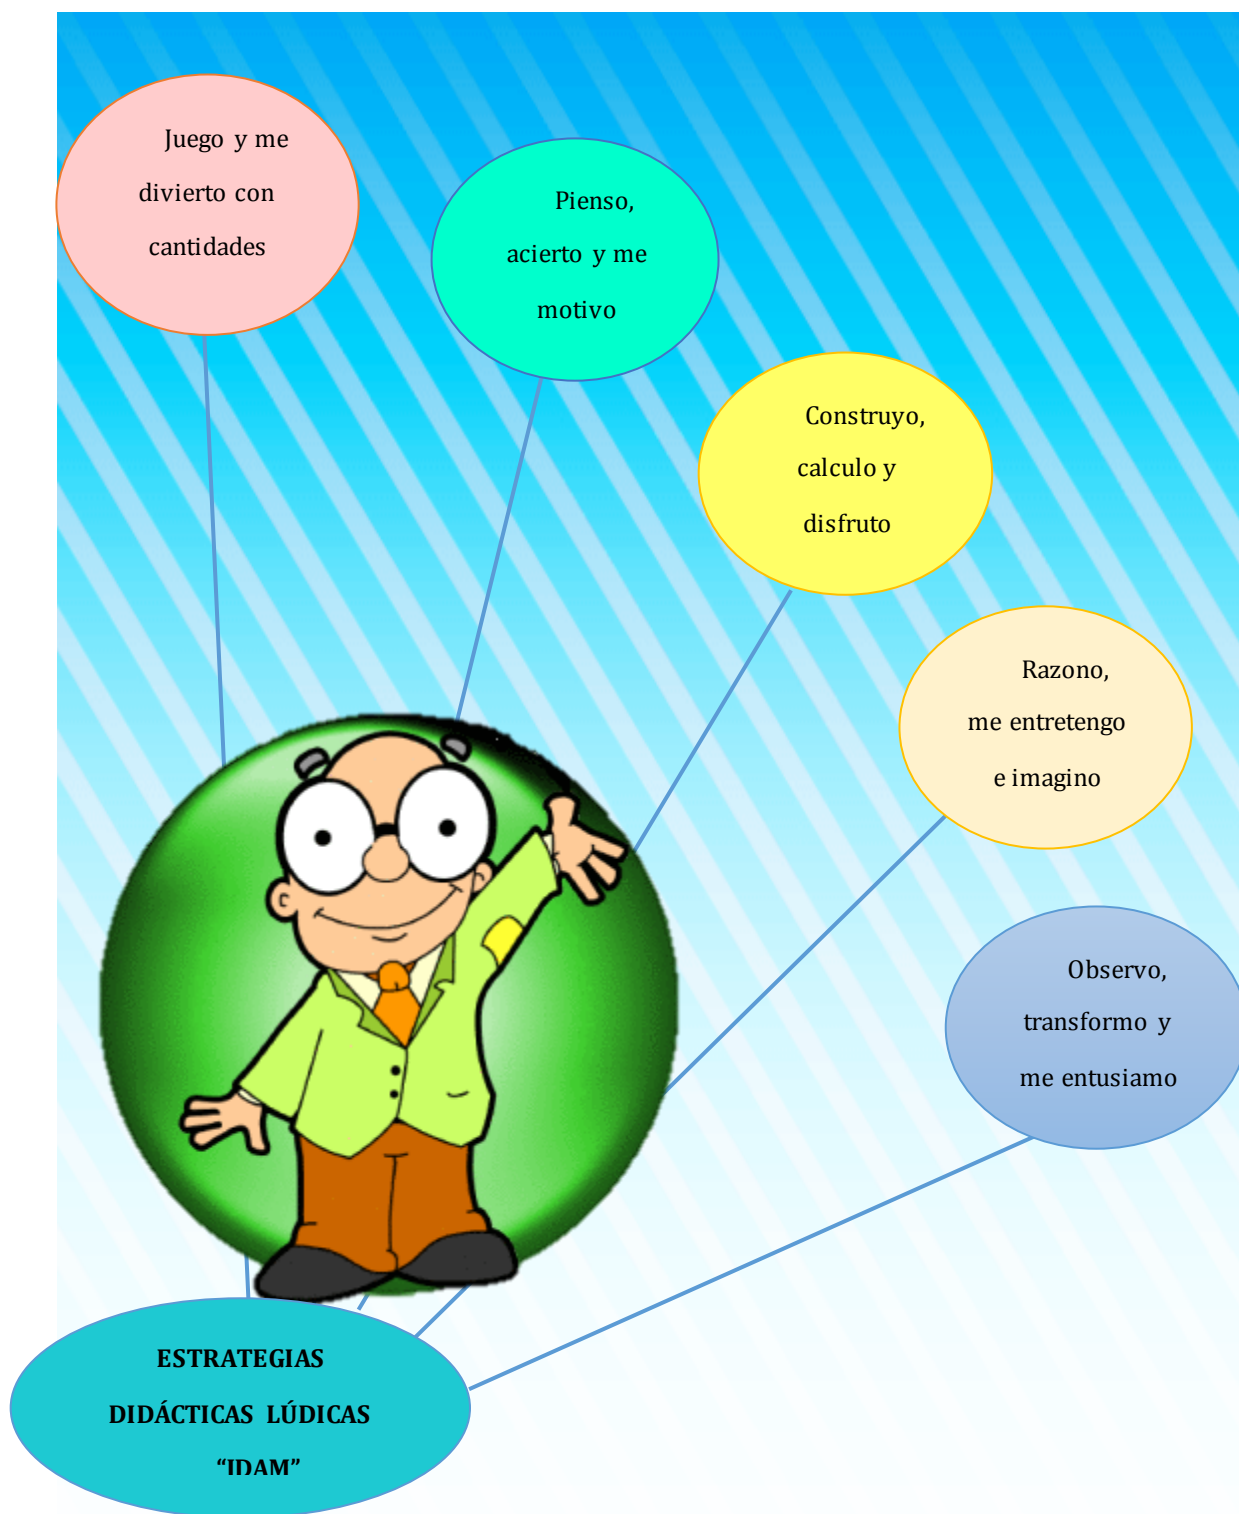 Juego y me
divierto con
cantidades
Pienso,
acierto y me
motivo
Construyo,
calculo y
disfruto
Razono,
me entretengo
e imagino
Observo,
transformo y
me entusiamo
ESTRATEGIAS
DIDÁCTICAS LÚDICAS
“IDAM”